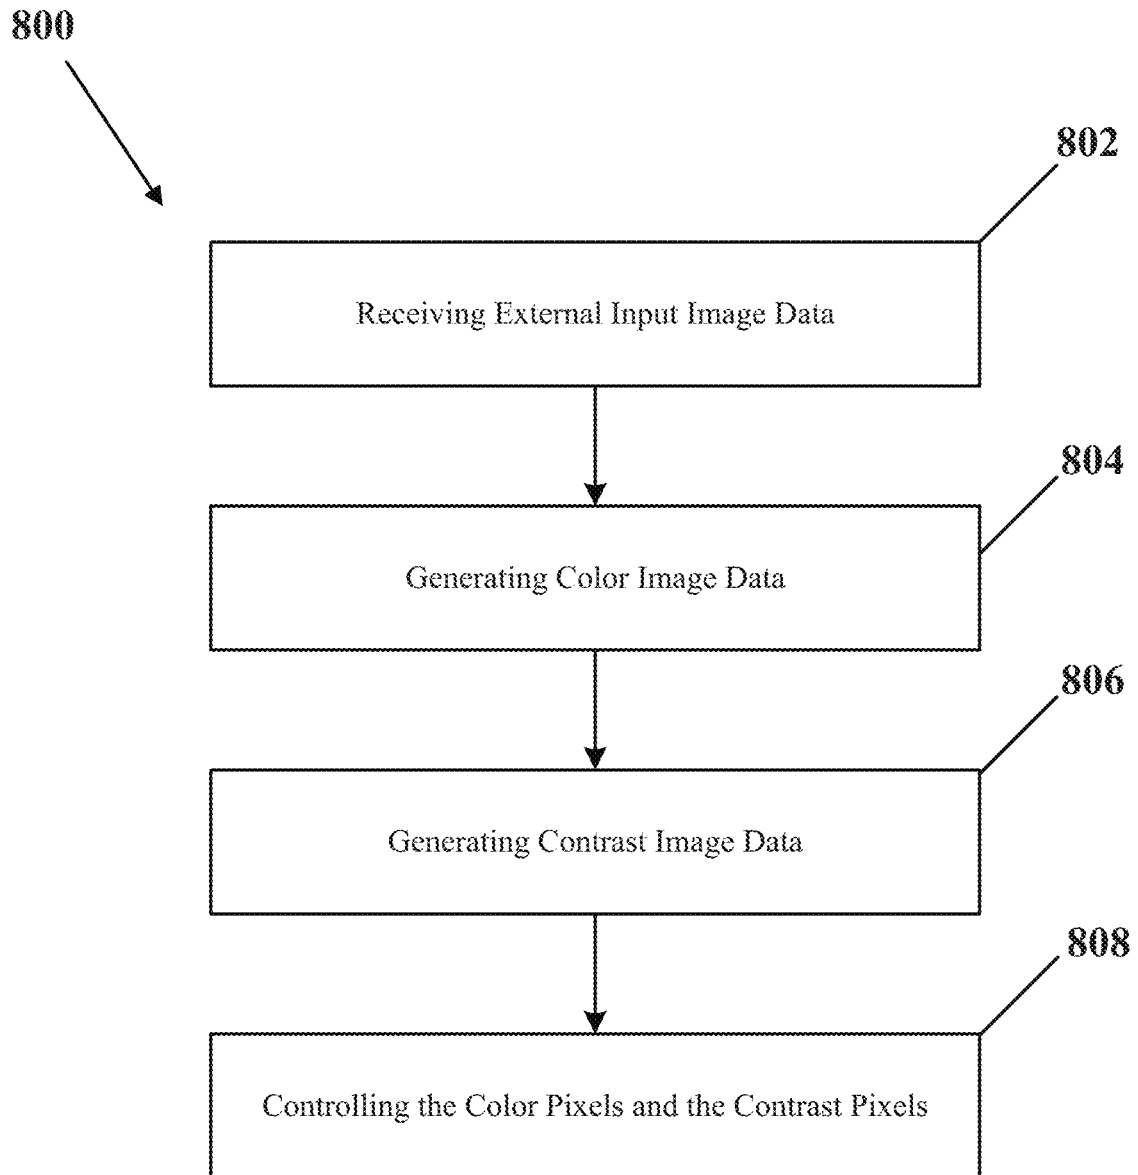 800
802
Receiving External Input Image Data
804
Generating Color Image Data
806
Generating Contrast Image Data
808
Controlling the Color Pixels and the Contrast Pixels